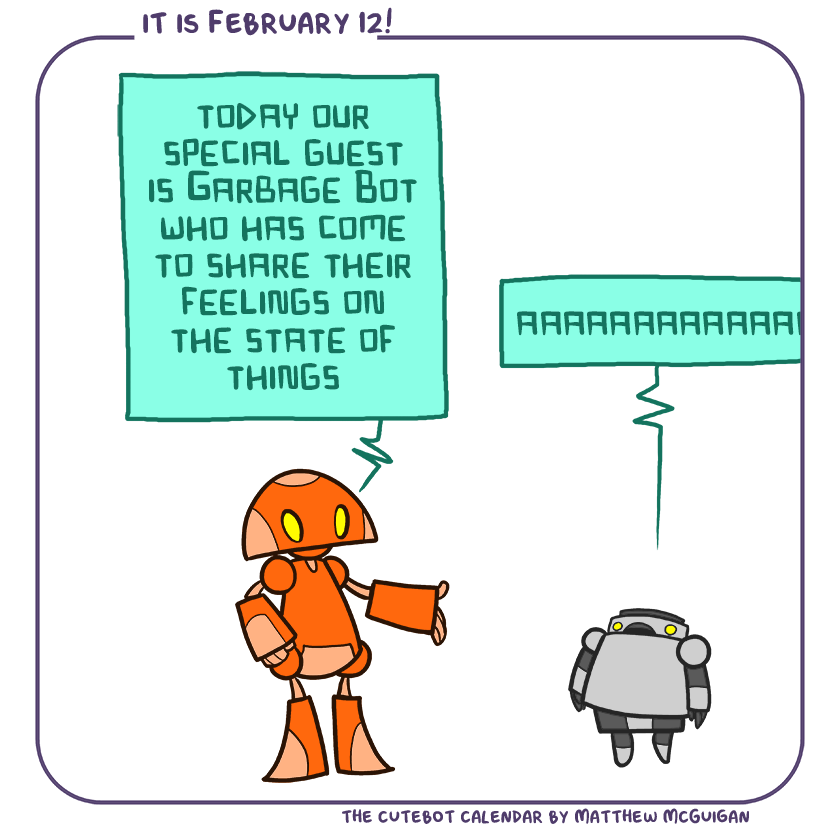 it is February 12!
TODAY OUR
SPECIAL GUEST
IS GARBAGE BOT
WHO HAS COME
TO SHARE THEIR
FEELINGS ON
THE STATE OF
THINGS
AAAAAAAAAAAAA
THE CUTEBOT CALENDAR BY MATTHEW MCGUIGAN